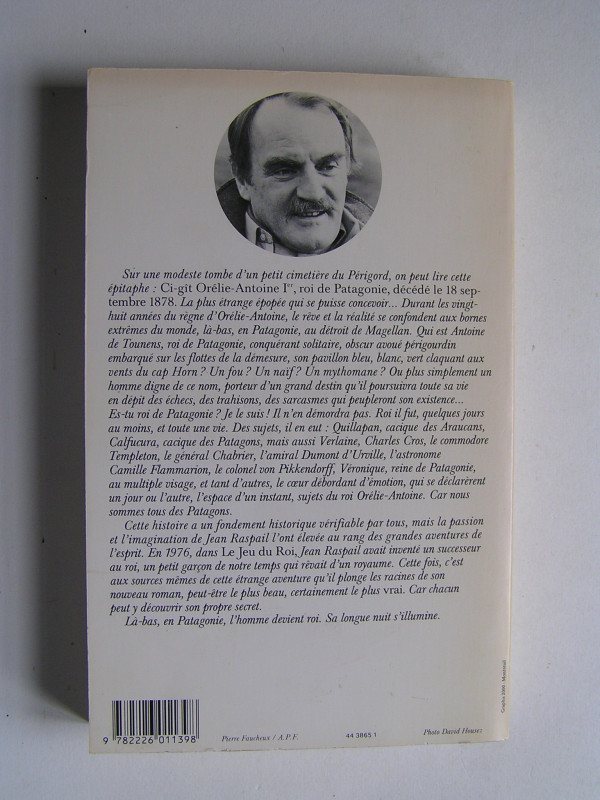 Sur une modeste tombe d'un petit cimetière du Périgord, on peut lire cette
épitaphe : Ci-gît Orélie-Antoine Ier, roi de Patagonie, décédé le 18 sep-
tembre 1878. La plus étrange épopée qui se puisse concevoir... Durant les vingt-
huit années du règne d'Orélie-Antoine, le rêve et la réalité se confondent aux bornes
extrêmes du monde, là-bas, en Patagonie, au détroit de Magellan. Qui est Antoine
de Tounens, roi de Patagonie, conquérant solitaire, obscur avoué périgourdin
embarqué sur les flottes de la démesure, son pavillon bleu, blanc, vert claquant aux
vents du cap Horn ? Un fou ? Un naïf ? Un mythomane ? Ou plus simplement un
homme digne de ce nom, porteur d'un grand destin qu'il poursuivra toute sa vie
en dépit des échecs, des trahisons, des sarcasmes qui peupleront son existence...
Es-tu roi de Patagonie ? Je le suis ! Il n'en démordra pas. Roi il fut, quelques jours
au moins, et toute une vie. Des sujets, il en eut : Quillapan, cacique des Araucans,
Calfucura, cacique des Patagons, mais aussi Verlaine, Charles Cros, le commodore
Templeton, le général Chabrier, l'amiral Dumont d'Urville, l'astronome
Camille Flammarion, le colonel von Pikkendorff, Véronique, reine de Patagonie,
au multiple visage, et tant d'autres, le cœur débordant d'émotion, qui se déclarèrent
un jour ou l'autre, l'espace d'un instant, sujets du roi Orélie-Antoine. Car nous
sommes tous des Patagons.
Cette histoire a un fondement historique vérifiable par tous, mais la passion
et l'imagination de Jean Raspail l'ont élevée au rang des grandes aventures de
l'esprit. En 1976, dans Le Jeu du Roi, Jean Raspail avait inventé un successeur
au roi, un petit garçon de notre temps qui rêvait d'un royaume. Cette fois, c'est
aux sources mêmes de cette étrange aventure qu'il plonge les racines de son
nouveau roman, peut-être le plus beau, certainement le plus vrai. Car chacun
peut y découvrir son propre secret.
Là-bas, en Patagonie, l'homme devient roi. Sa longue nuit s'illumine.
9 782226 011398
Pierre Faucheux / A.P.F.
44 3865 1
Photo David Housez